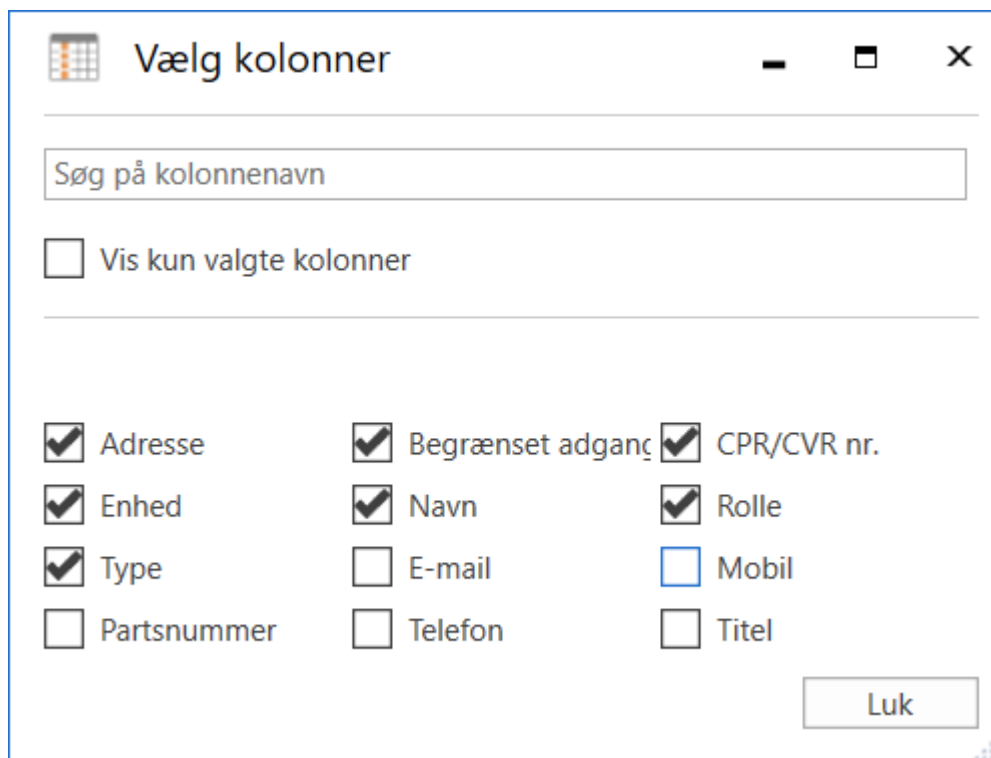 Vælg kolonner
Søg på kolonnenavn
Vis kun valgte kolonner
Adresse Begrænset adgang CPR/CVR nr.
Enhed Navn Rolle
Type E-mail Mobil
Partsnummer Telefon Titel
Luk